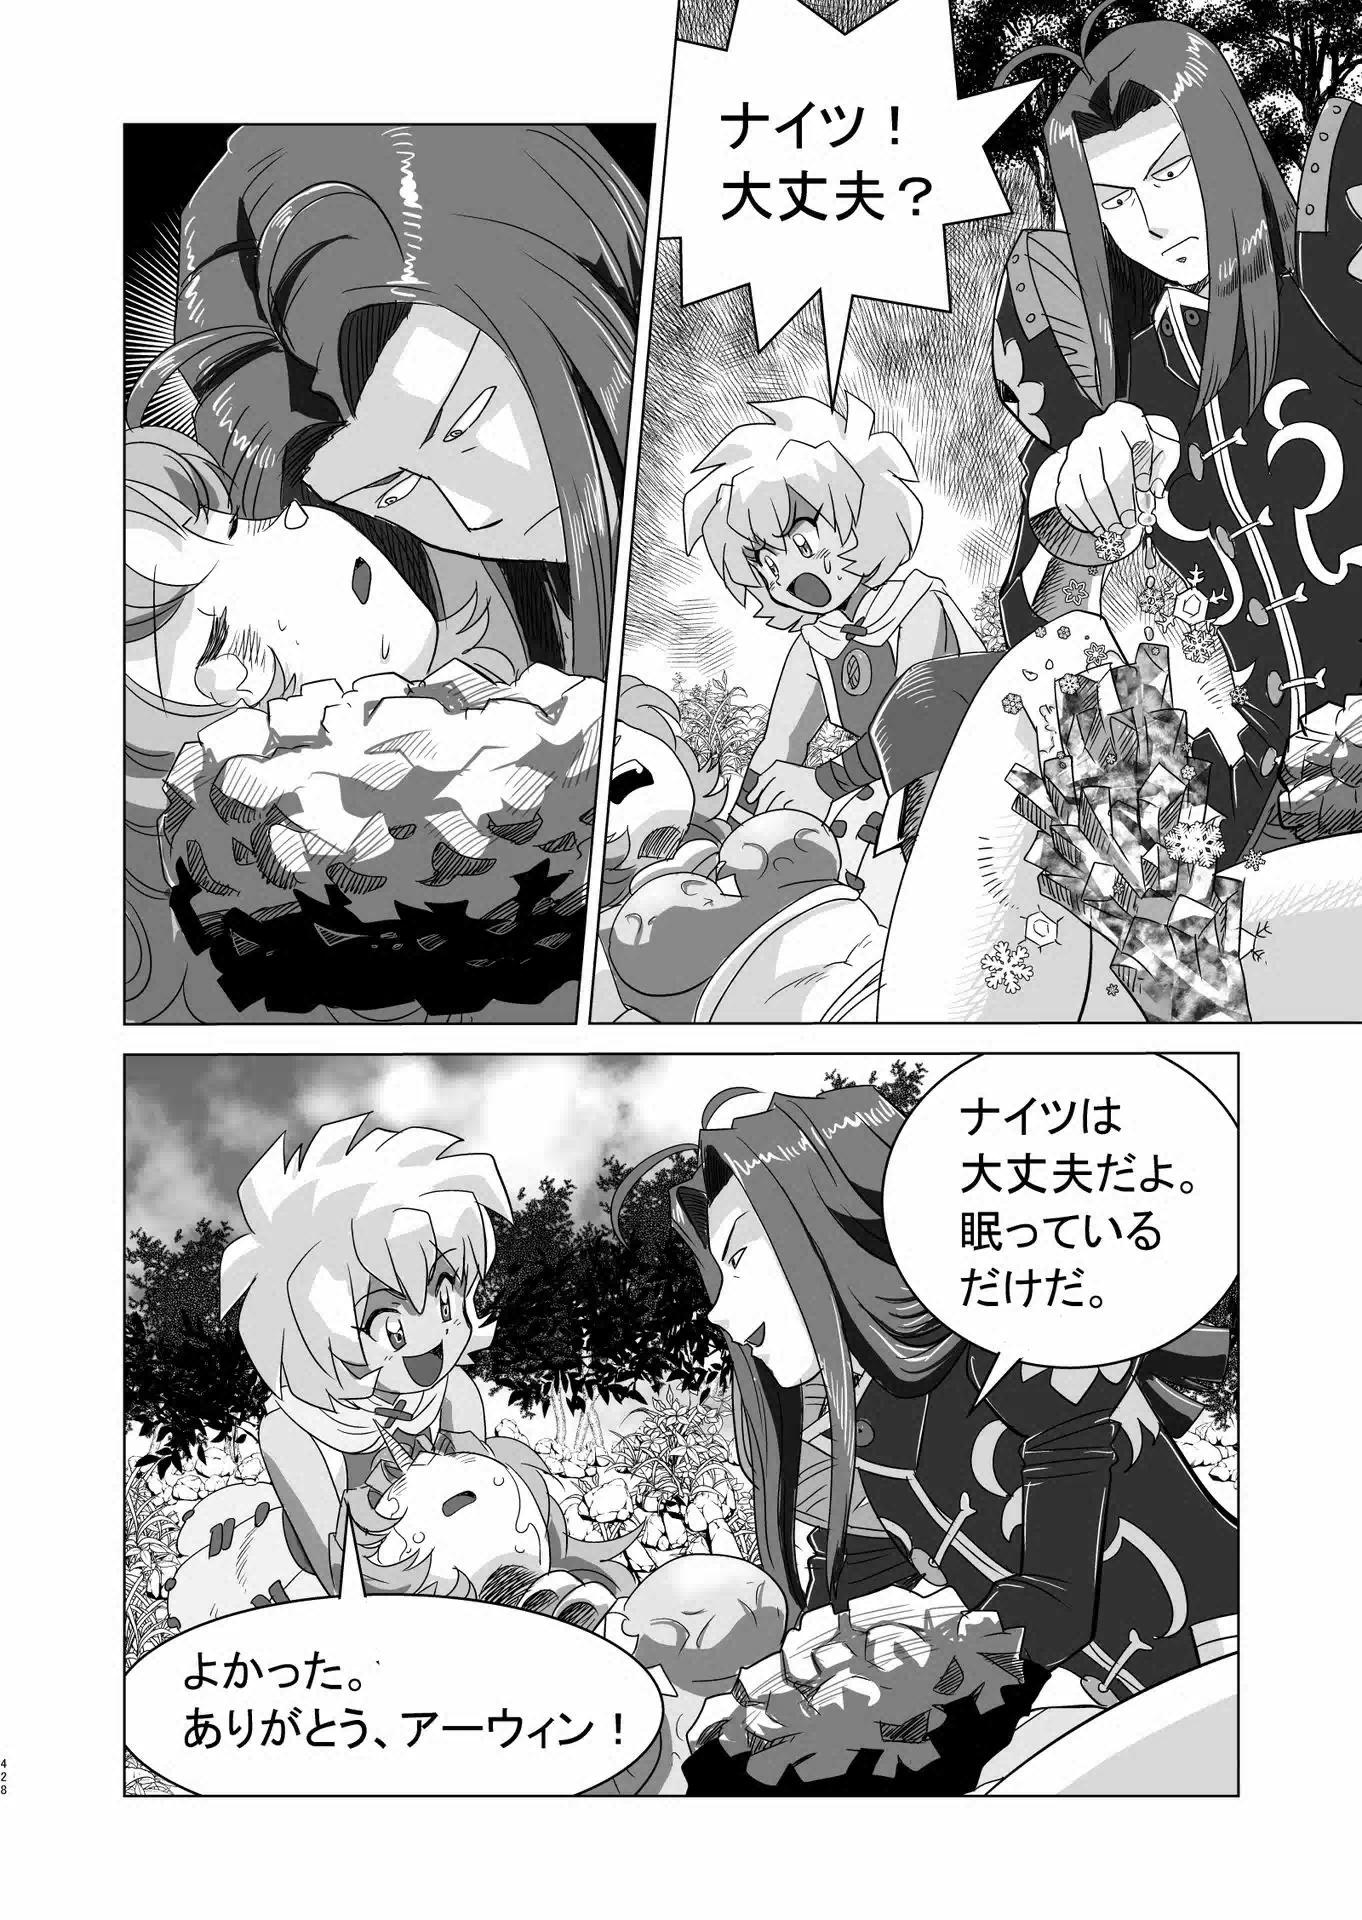 ナイツ！
大丈夫？
ナイツは
大丈夫だよ。
眠っている
だけだ。
よかった。
ありがとう、アーウィン！
428